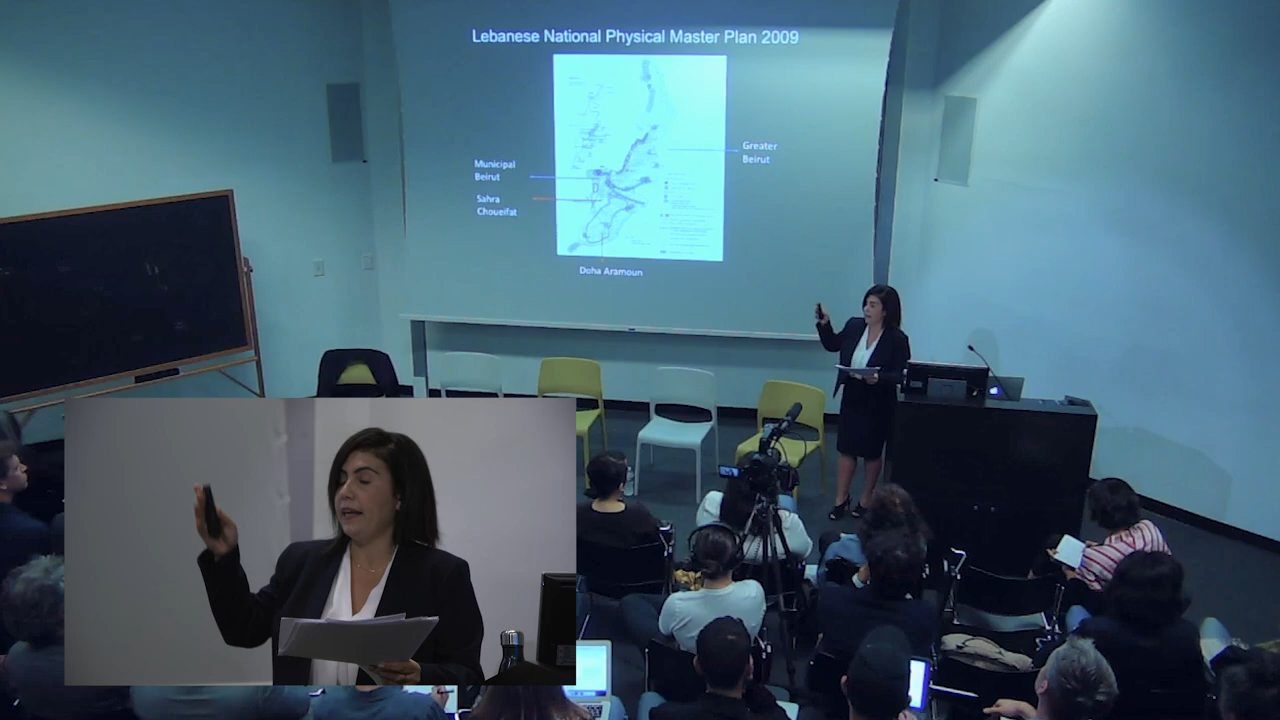 Lebanese National Physical Master Plan 2009
Municipal
Beirut
Sahra
Choueifat
Greater
Beirut
Doha Aramoun